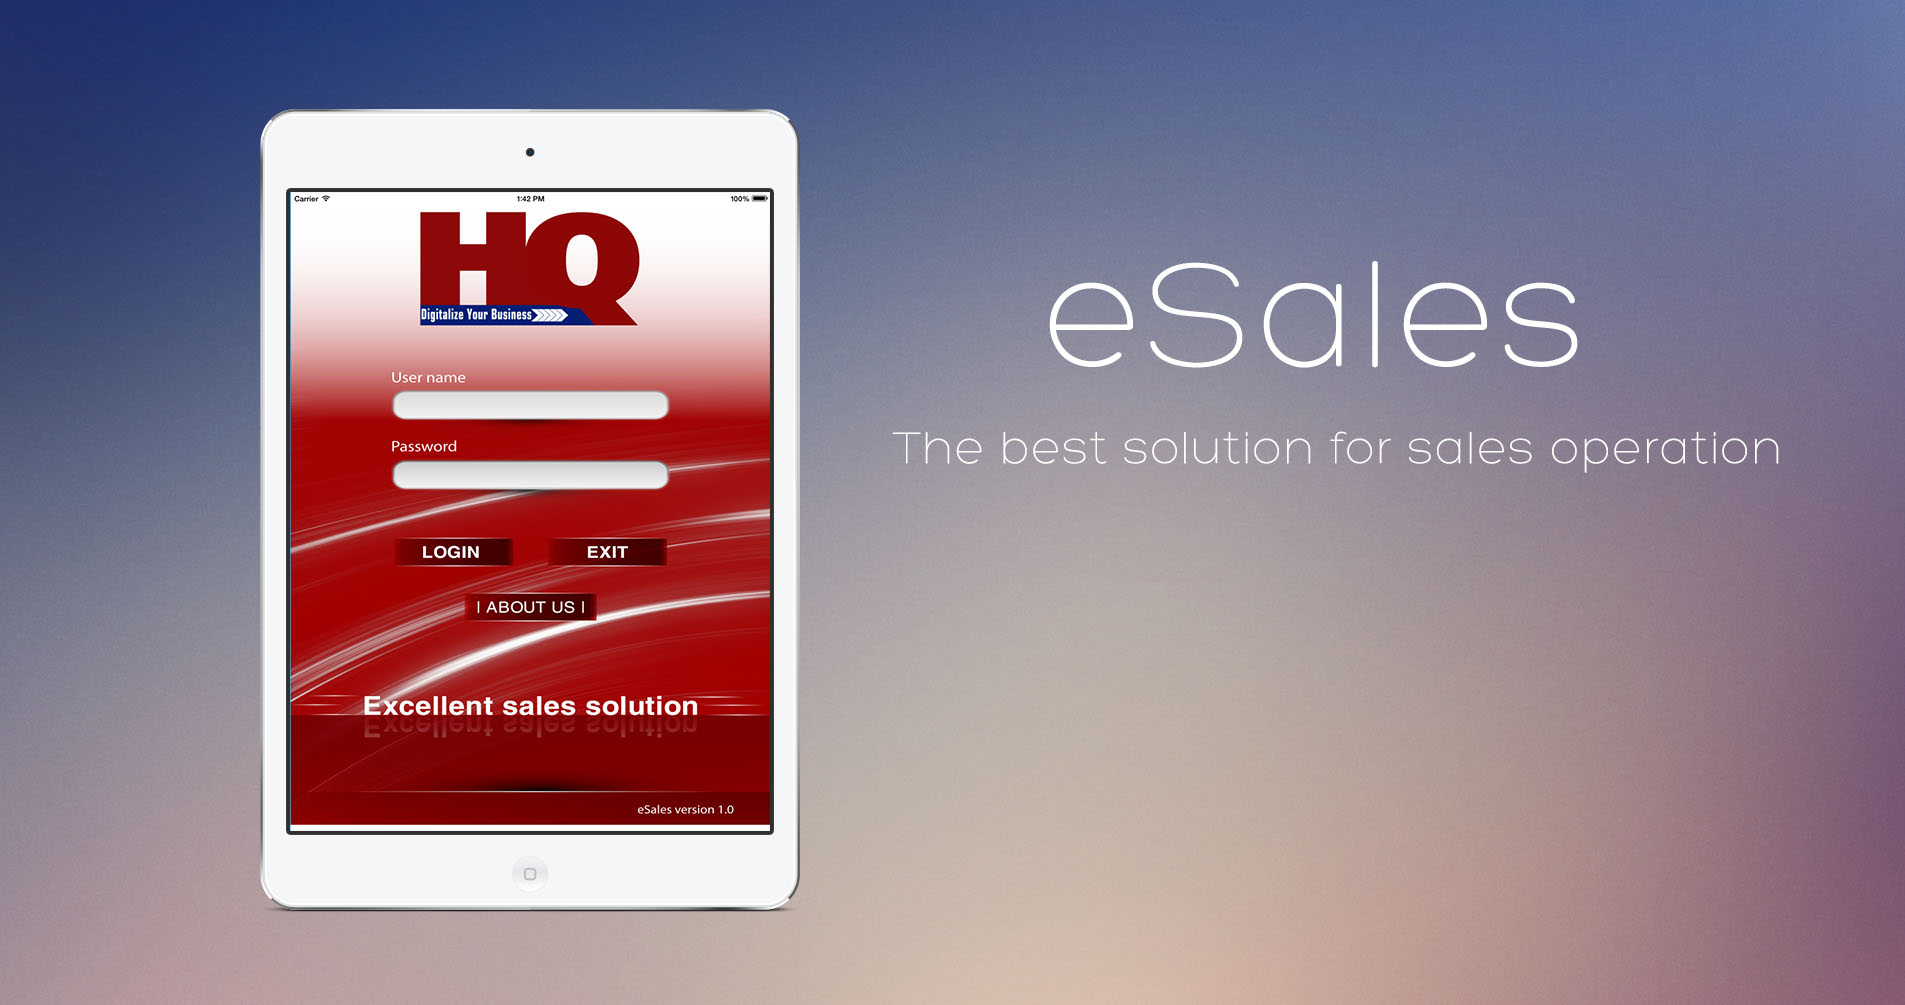 Carrier 1:42 PM 100%
HQ
Digitalize Your Business
User name
Password
LOGIN EXIT
| ABOUT US |
Excellent sales solution
eSales version 1.0
eSales
The best solution for sales operation